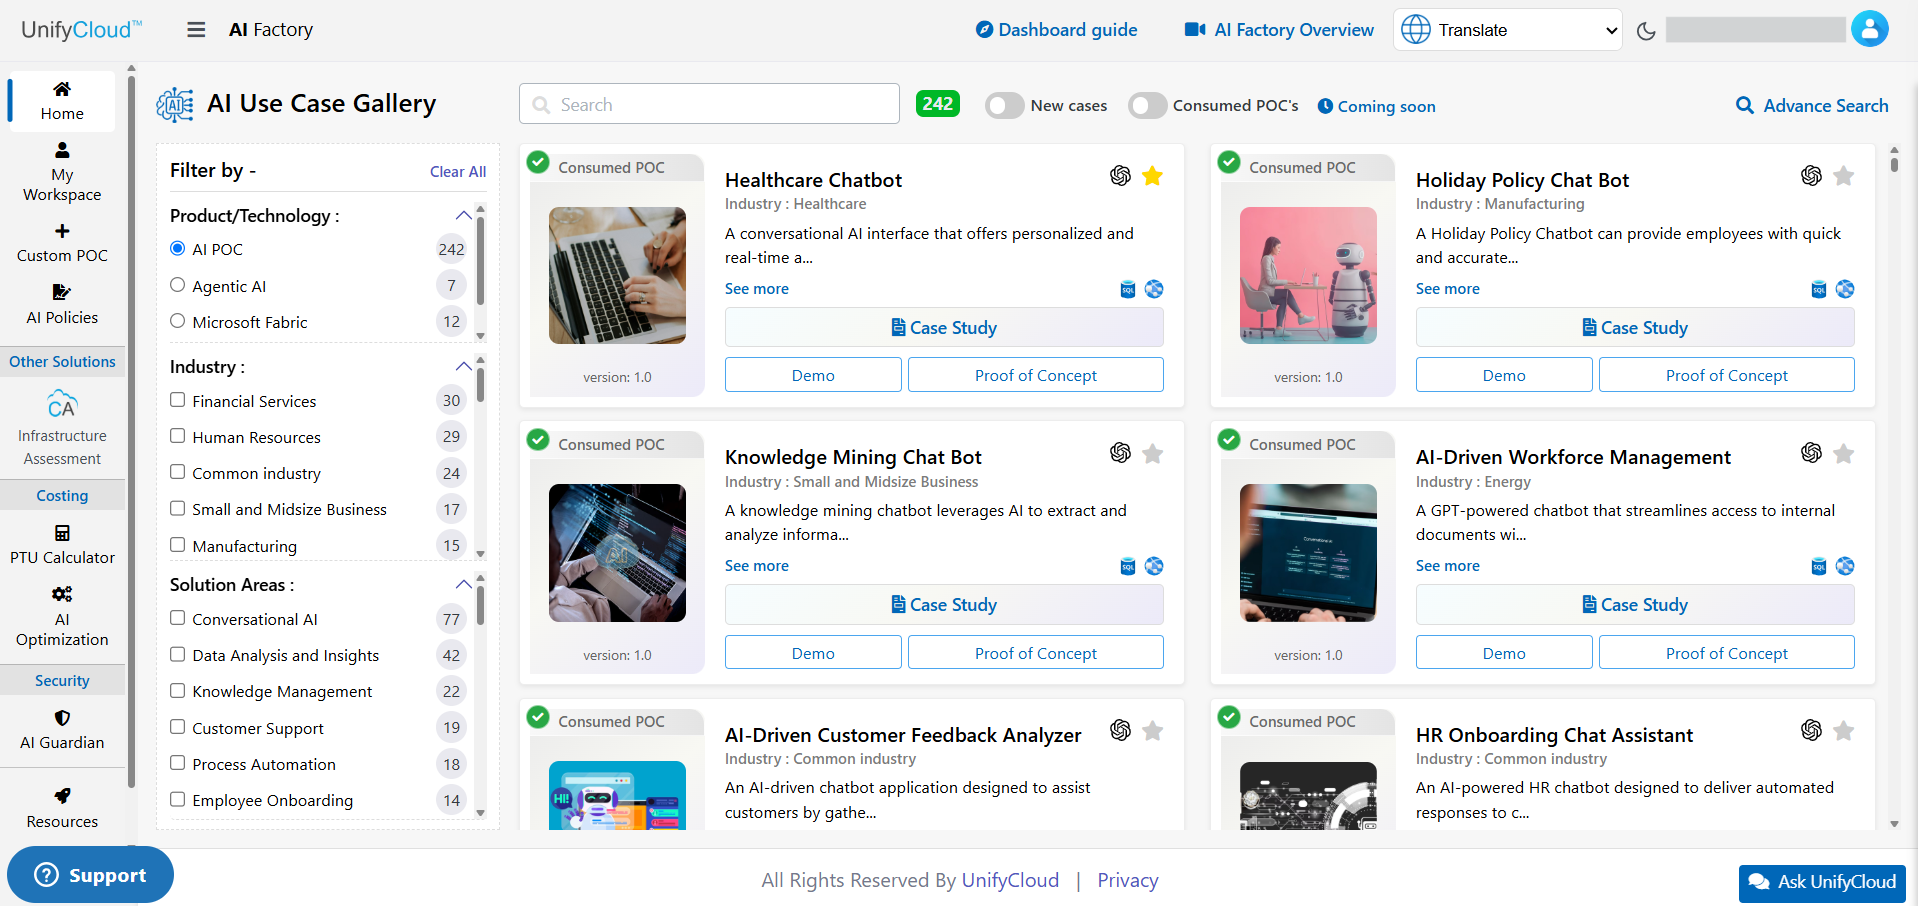 UnifyCloud™
AI Factory
Dashboard guide
AI Factory Overview
Translate
Home
My
Workspace
Custom POC
AI Policies
Other Solutions
CA
Infrastructure
Assessment
Costing
PTU Calculator
AI
Optimization
Security
AI Guardian
Resources
Support
AI
AI Use Case Gallery
Search
242
New cases
Consumed POC's
Coming soon
Advance Search
Filter by -
Clear All
Product/Technology :
AI POC 242
Agentic AI 7
Microsoft Fabric 12
Industry :
Financial Services 30
Human Resources 29
Common industry 24
Small and Midsize Business 17
Manufacturing 15
Solution Areas :
Conversational AI 77
Data Analysis and Insights 42
Knowledge Management 22
Customer Support 19
Process Automation 18
Employee Onboarding 14
Consumed POC
version: 1.0
Healthcare Chatbot
Industry : Healthcare
A conversational AI interface that offers personalized and
real-time a...
See more
SQL
Case Study
Demo
Proof of Concept
Consumed POC
version: 1.0
Holiday Policy Chat Bot
Industry : Manufacturing
A Holiday Policy Chatbot can provide employees with quick
and accurate...
See more
SQL
Case Study
Demo
Proof of Concept
Consumed POC
AI
version: 1.0
Knowledge Mining Chat Bot
Industry : Small and Midsize Business
A knowledge mining chatbot leverages AI to extract and
analyze informa...
See more
SQL
Case Study
Demo
Proof of Concept
Consumed POC
version: 1.0
AI-Driven Workforce Management
Industry : Energy
A GPT-powered chatbot that streamlines access to internal
documents wi...
See more
SQL
Case Study
Demo
Proof of Concept
Consumed POC
HI!
AI-Driven Customer Feedback Analyzer
Industry : Common industry
An AI-driven chatbot application designed to assist
customers by gathe...
Consumed POC
HR Onboarding Chat Assistant
Industry : Common industry
An AI-powered HR chatbot designed to deliver automated
responses to c...
All Rights Reserved By UnifyCloud | Privacy
Ask UnifyCloud